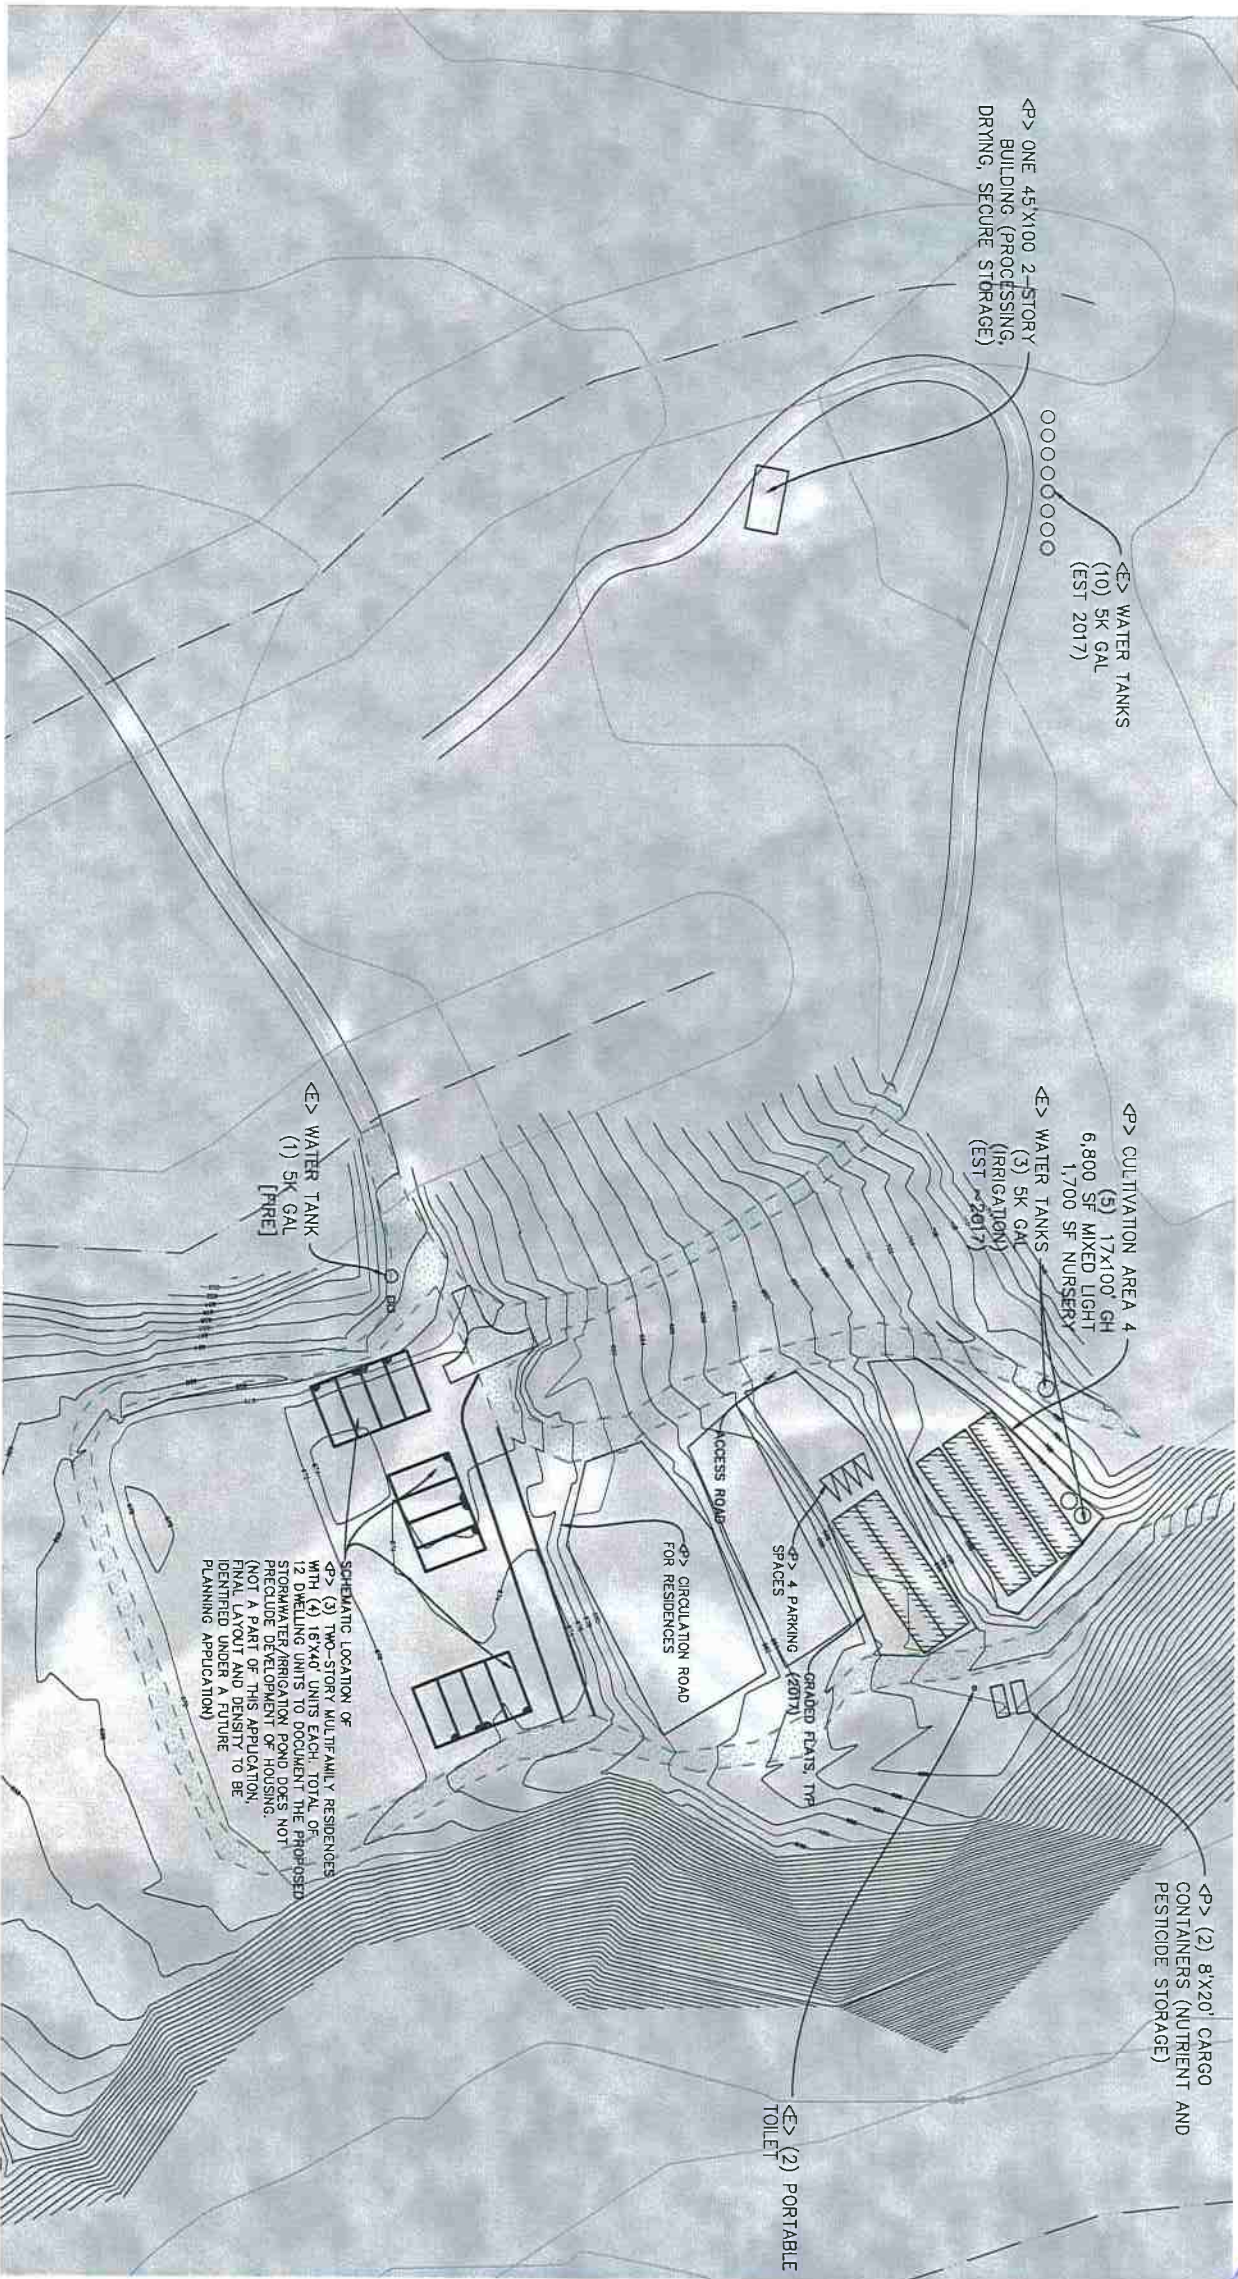 <P> ONE 45'X100 2-STORY
BUILDING (PROCESSING,
DRYING, SECURE STORAGE)
<E> WATER TANKS
(10) 5K GAL
(EST 2017)
<P> CULTIVATION AREA 4
(5) 17x100' GH
6,800 SF MIXED LIGHT
1,700 SF NURSERY
<E> WATER TANKS
(3) 5K GAL
(IRRIGATION)
(EST ~2017)
<P> (2) 8'X20' CARGO
CONTAINERS (NUTRIENT AND
PESTICIDE STORAGE)
<E> (2) PORTABLE
TOILET
GRADED FLATS, TYP
(2017)
<P> 4 PARKING
SPACES
ACCESS ROAD
<P> CIRCULATION ROAD
FOR RESIDENCES
<E> WATER TANK
(1) 5K GAL
[FIRE]
SCHEMATIC LOCATION OF
<P> (3) TWO-STORY MULTIFAMILY RESIDENCES
WITH (4) 16'X40' UNITS EACH. TOTAL OF
12 DWELLING UNITS TO DOCUMENT THE PROPOSED
STORMWATER/IRRIGATION POND DOES NOT
PRECLUDE DEVELOPMENT OF HOUSING.
(NOT A PART OF THIS APPLICATION,
FINAL LAYOUT AND DENSITY TO BE
IDENTIFIED UNDER A FUTURE
PLANNING APPLICATION)